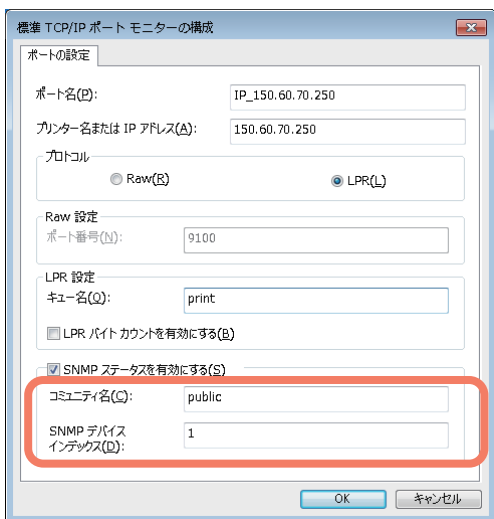 標準 TCP/IP ポート モニターの構成
ポートの設定
ポート名(P): IP_150.60.70.250
プリンター名または IP アドレス(A): 150.60.70.250
プロトコル
Raw(R) LPR(L)
Raw 設定
ポート番号(N): 9100
LPR 設定
キュー名(Q): print
LPR バイト カウントを有効にする(B)
SNMP ステータスを有効にする(S)
コミュニティ名(C): public
SNMP デバイス
インデックス(D): 1
OK キャンセル